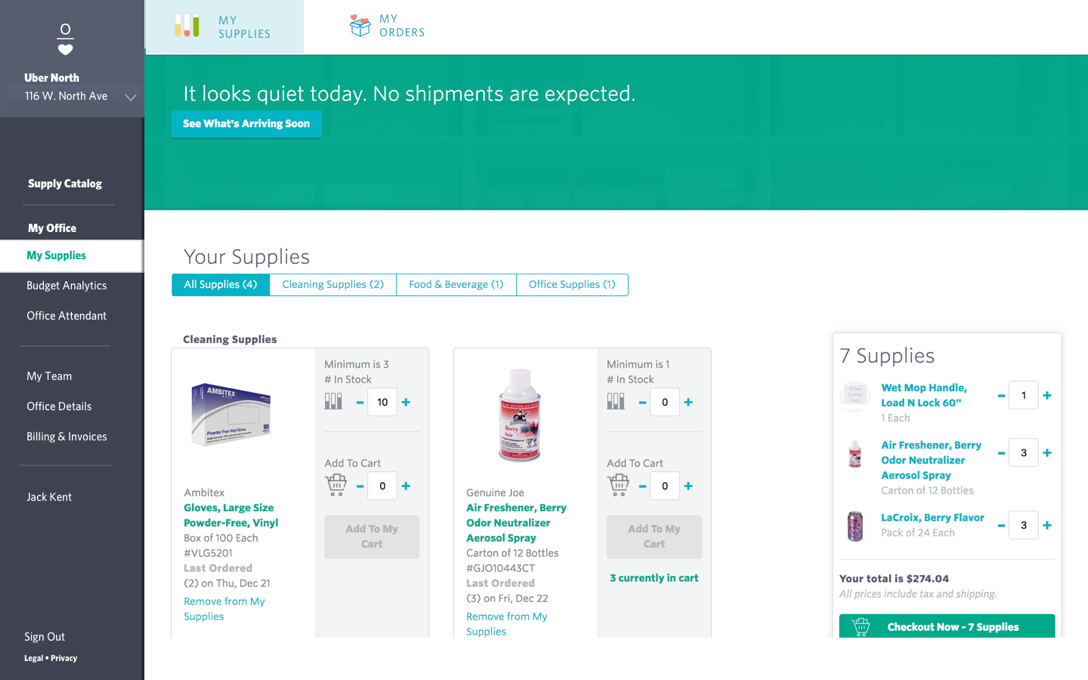 Uber North
116 W. North Ave
Supply Catalog
My Office
My Supplies
Budget Analytics
Office Attendant
My Team
Office Details
Billing & Invoices
Jack Kent
Sign Out
Legal • Privacy
MY
SUPPLIES
MY
ORDERS
It looks quiet today. No shipments are expected.
See What's Arriving Soon
Your Supplies
All Supplies (4)
Cleaning Supplies (2)
Food & Beverage (1)
Office Supplies (1)
Cleaning Supplies
AMBITEX
Ambitex
Gloves, Large Size
Powder-Free, Vinyl
Box of 100 Each
#VLG5201
Last Ordered
(2) on Thu, Dec 21
Remove from My
Supplies
Minimum is 3
# In Stock
- 10 +
Add To Cart
- 0 +
Add To My
Cart
Berry
Genuine Joe
Air Freshener, Berry
Odor Neutralizer
Aerosol Spray
Carton of 12 Bottles
#GJO10443CT
Last Ordered
(3) on Fri, Dec 22
Remove from My
Supplies
Minimum is 1
# In Stock
- 0 +
Add To Cart
- 0 +
Add To My
Cart
3 currently in cart
7 Supplies
Wet Mop Handle,
Load N Lock 60"
1 Each
- 1 +
Air Freshener, Berry
Odor Neutralizer
Aerosol Spray
Carton of 12 Bottles
- 3 +
LaCroix, Berry Flavor
Pack of 24 Each
- 3 +
Your total is $274.04
All prices include tax and shipping.
Checkout Now - 7 Supplies